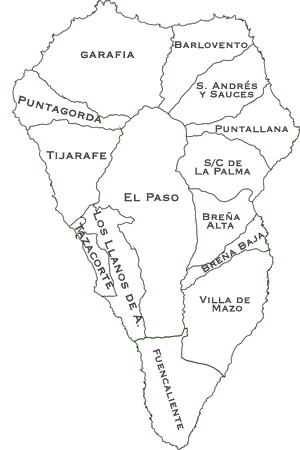 GARAFIA
BARLOVENTO
S. ANDRÉS
Y SAUCES
PUNTAGORDA
PUNTALLANA
TIJARAFE
S/C DE
LA PALMA
EL PASO
BREÑA
ALTA
LOS LLANOS DE A.
TAZACORTE
BREÑA BAJA
VILLA DE
MAZO
FUENCALIENTE